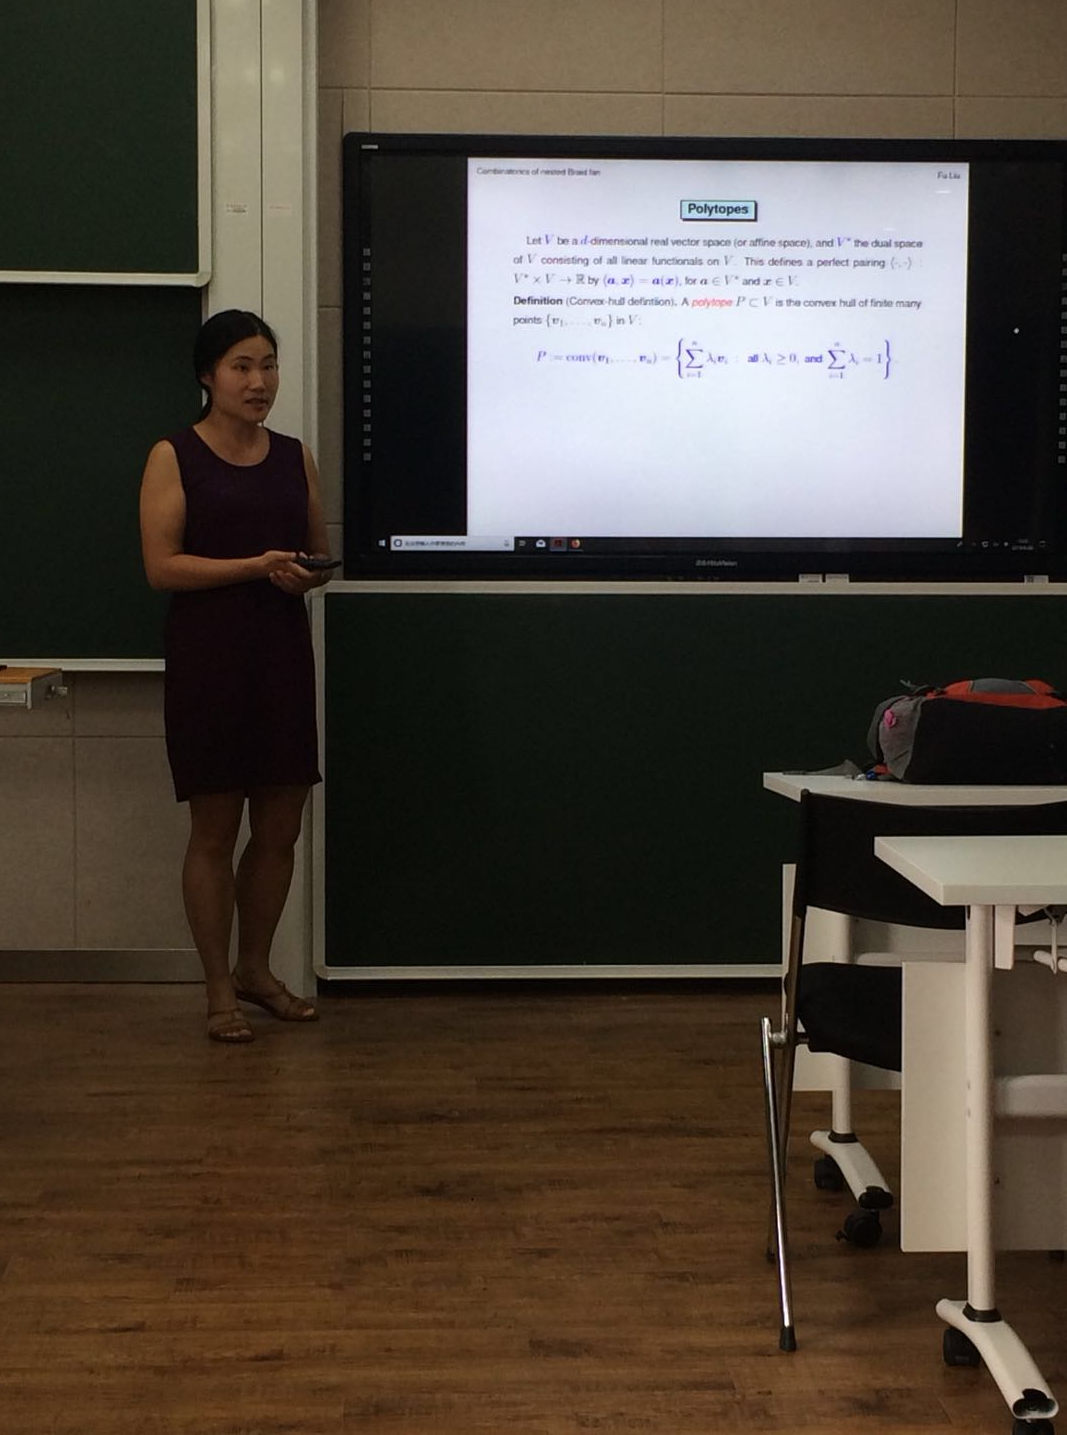 Combinatorics of nested Braid fan
Fu Liu
Polytopes
Let V be a d-dimensional real vector space (or affine space), and V* the dual space
of V consisting of all linear functionals on V. This defines a perfect pairing ⟨·, ·⟩ :
V* × V → ℝ by ⟨a, x⟩ = a(x), for a ∈ V* and x ∈ V.
Definition (Convex-hull defintiion). A polytope P ⊂ V is the convex hull of finite many
points {v₁, . . . , vₙ} in V:
P := conv(v₁, . . . , vₙ) = { ∑ᵢ₌₁ⁿ λᵢvᵢ : all λᵢ ≥ 0, and ∑ᵢ₌₁ⁿ λᵢ = 1 } .